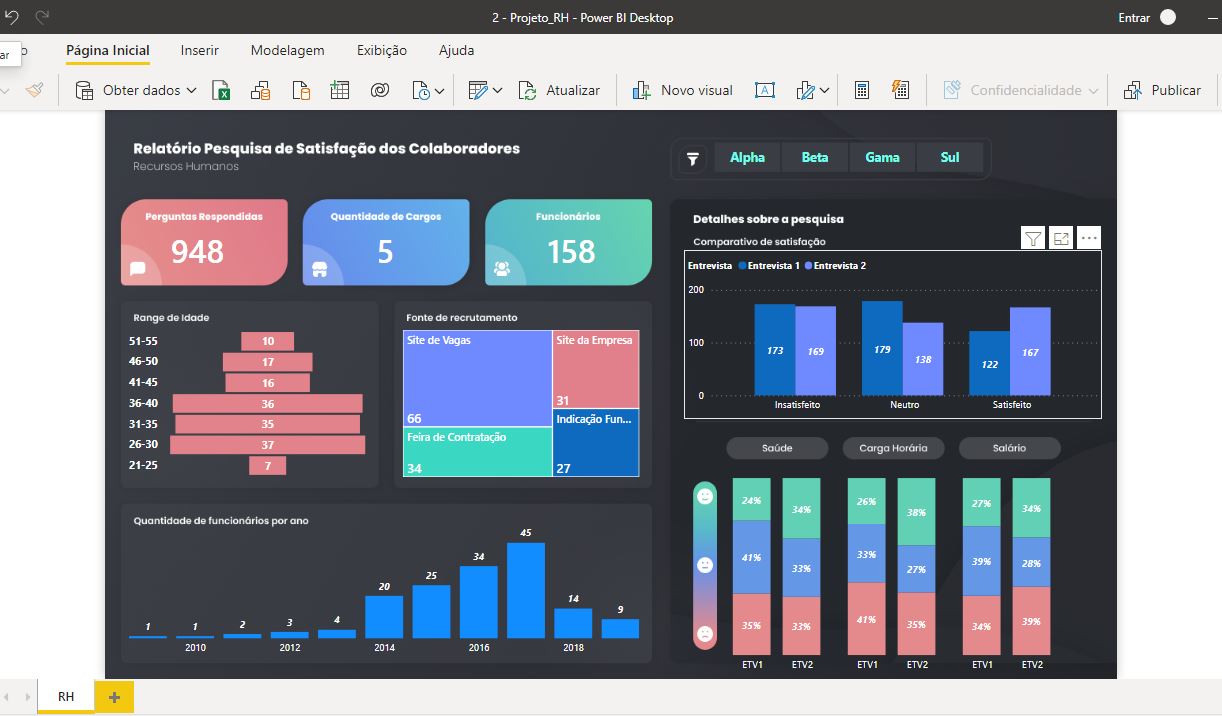 2 - Projeto_RH - Power BI Desktop
Entrar
ar
o
Página Inicial
Inserir
Modelagem
Exibição
Ajuda
Obter dados
Atualizar
Novo visual
A
Confidencialidade
Publicar
Relatório Pesquisa de Satisfação dos Colaboradores
Recursos Humanos
Alpha
Beta
Gama
Sul
Perguntas Respondidas
948
Quantidade de Cargos
5
Funcionários
158
Detalhes sobre a pesquisa
Comparativo de satisfação
Entrevista
Entrevista 1
Entrevista 2
200
100
0
173
169
179
138
122
167
Insatisfeito
Neutro
Satisfeito
Range de Idade
51-55
10
46-50
17
41-45
16
36-40
36
31-35
35
26-30
37
21-25
7
Fonte de recrutamento
Site de Vagas
66
Site da Empresa
31
Feira de Contratação
34
Indicação Fun...
27
Quantidade de funcionários por ano
1
1
2
3
4
20
25
34
45
14
9
2010
2012
2014
2016
2018
Saúde
Carga Horária
Salário
24%
34%
26%
38%
27%
34%
41%
33%
33%
27%
39%
28%
35%
33%
41%
35%
34%
39%
ETV1
ETV2
ETV1
ETV2
ETV1
ETV2
RH